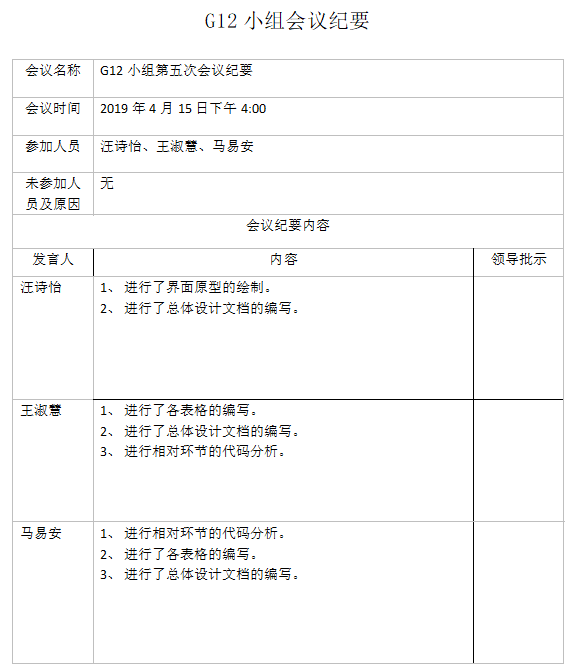 G12 小组会议纪要
会议名称
G12 小组第五次会议纪要
会议时间
2019 年 4 月 15 日下午 4:00
参加人员
汪诗怡、王淑慧、马易安
未参加人
员及原因
无
会议纪要内容
发言人
内容
领导批示
汪诗怡
1、 进行了界面原型的绘制。
2、 进行了总体设计文档的编写。
王淑慧
1、 进行了各表格的编写。
2、 进行了总体设计文档的编写。
3、 进行相对环节的代码分析。
马易安
1、 进行相对环节的代码分析。
2、 进行了各表格的编写。
3、 进行了总体设计文档的编写。